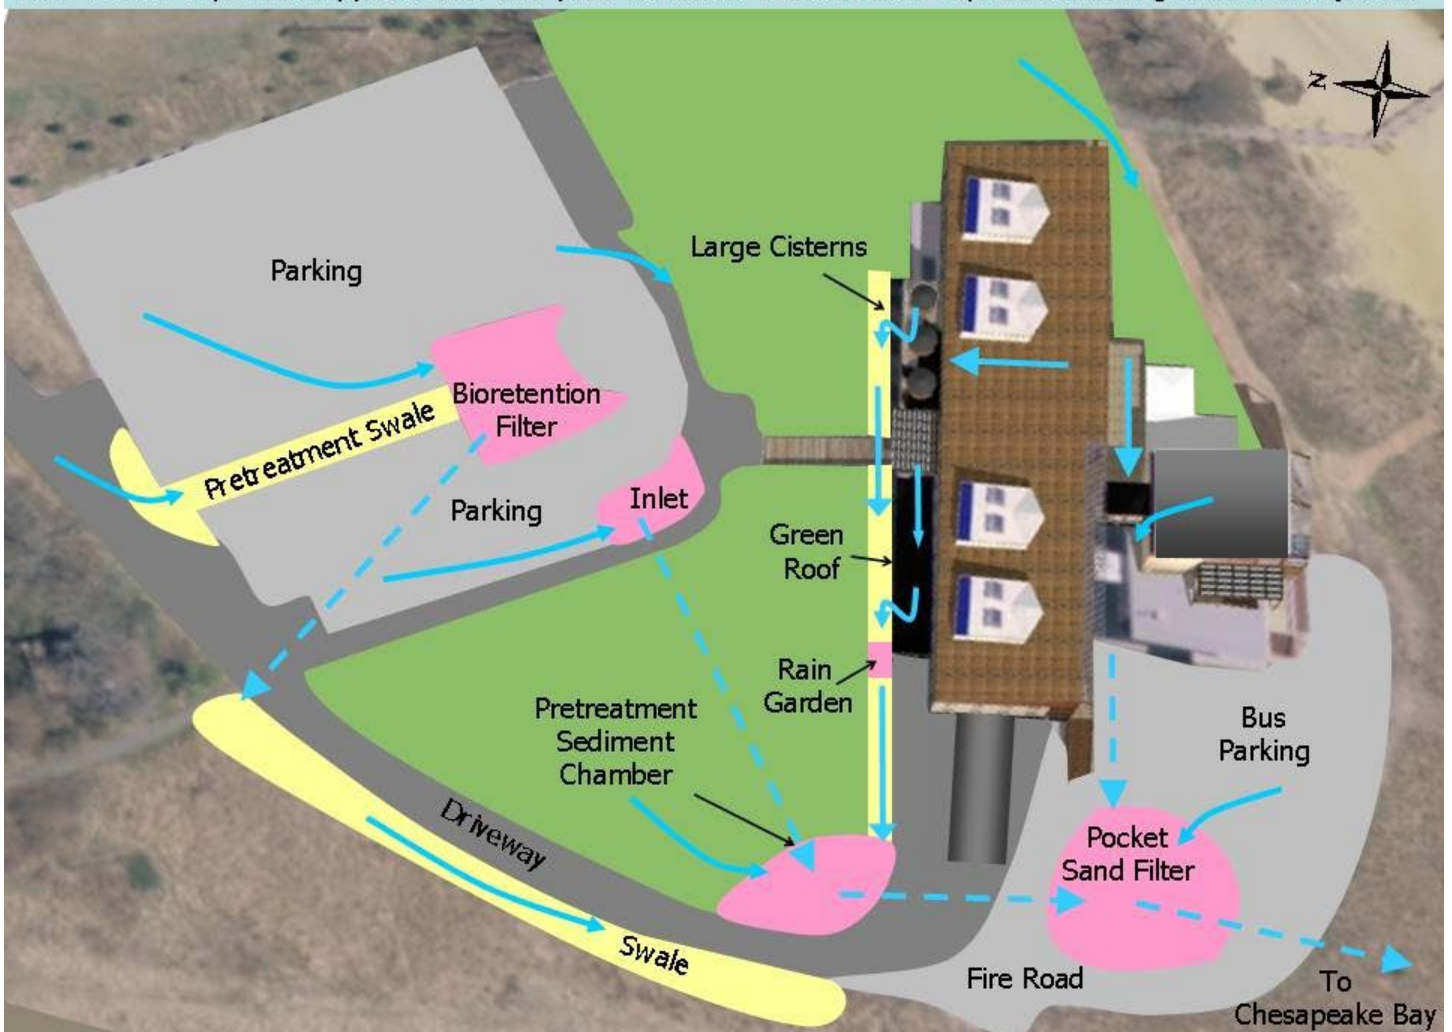 N
Large Cisterns
Parking
Bioretention
Filter
Pretreatment Swale
Parking
Inlet
Green
Roof
Rain
Garden
Pretreatment
Sediment
Chamber
Bus
Parking
Driveway
Pocket
Sand Filter
Swale
Fire Road
To
Chesapeake Bay